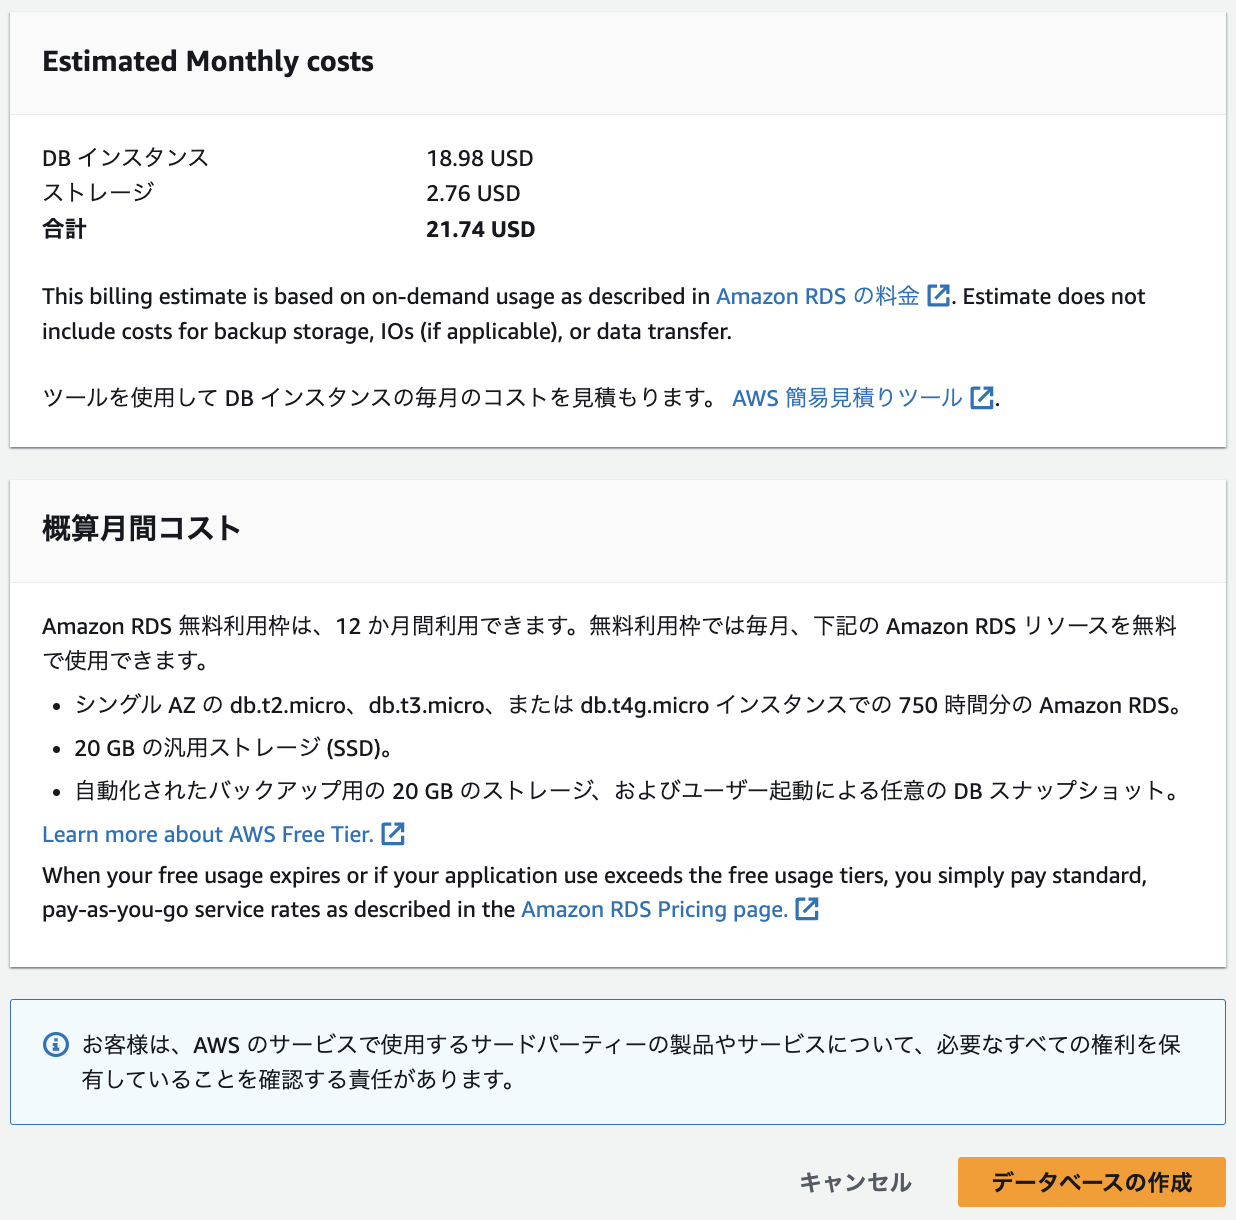 Estimated Monthly costs
DB インスタンス 18.98 USD
ストレージ 2.76 USD
合計 21.74 USD
This billing estimate is based on on-demand usage as described in Amazon RDS の料金. Estimate does not
include costs for backup storage, IOs (if applicable), or data transfer.
ツールを使用して DB インスタンスの毎月のコストを見積もります。 AWS 簡易見積りツール.
概算月間コスト
Amazon RDS 無料利用枠は、12 か月間利用できます。無料利用枠では毎月、下記の Amazon RDS リソースを無料
で使用できます。
• シングル AZ の db.t2.micro、db.t3.micro、または db.t4g.micro インスタンスでの 750 時間分の Amazon RDS。
• 20 GB の汎用ストレージ (SSD)。
• 自動化されたバックアップ用の 20 GB のストレージ、およびユーザー起動による任意の DB スナップショット。
Learn more about AWS Free Tier.
When your free usage expires or if your application use exceeds the free usage tiers, you simply pay standard,
pay-as-you-go service rates as described in the Amazon RDS Pricing page.
お客様は、AWS のサービスで使用するサードパーティーの製品やサービスについて、必要なすべての権利を保
有していることを確認する責任があります。
キャンセル データベースの作成